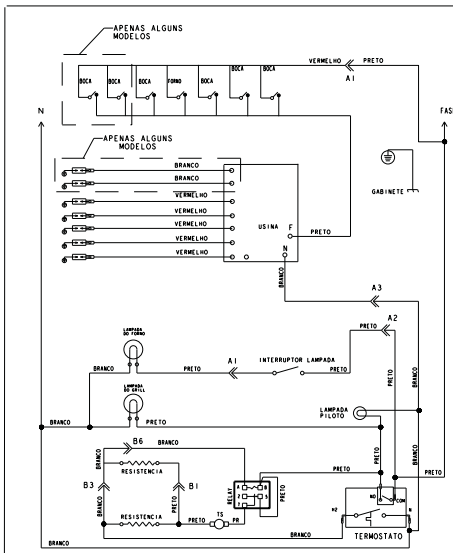 APENAS ALGUNS
MODELOS
VERMELHO
PRETO
A1
BOCA
BOCA
BOCA
FORNO
BOCA
BOCA
BOCA
N
FAS
APENAS ALGUNS
MODELOS
BRANCO
BRANCO
VERMELHO
VERMELHO
VERMELHO
VERMELHO
VERMELHO
USINA
F
N
PRETO
GABINETE
BRANCO
A3
A2
LAMPADA
DO FORNO
A1
INTERRUPTOR LAMPADA
PRETO
PRETO
PRETO
BRANCO
LAMPADA
DO GRILL
BRANCO
PRETO
LAMPADA
PILOTO
PRETO
BRANCO
BRANCO
B6
BRANCO
BRANCO
RESISTENCIA
B3
B1
BRANCO
PRETO
RESISTENCIA
PRETO
TS
PR
RELAY
PRETO
PRETO
PRETO
PRETO
NO
COM
H2
N
TERMOSTATO
BRANCO
BRANCO